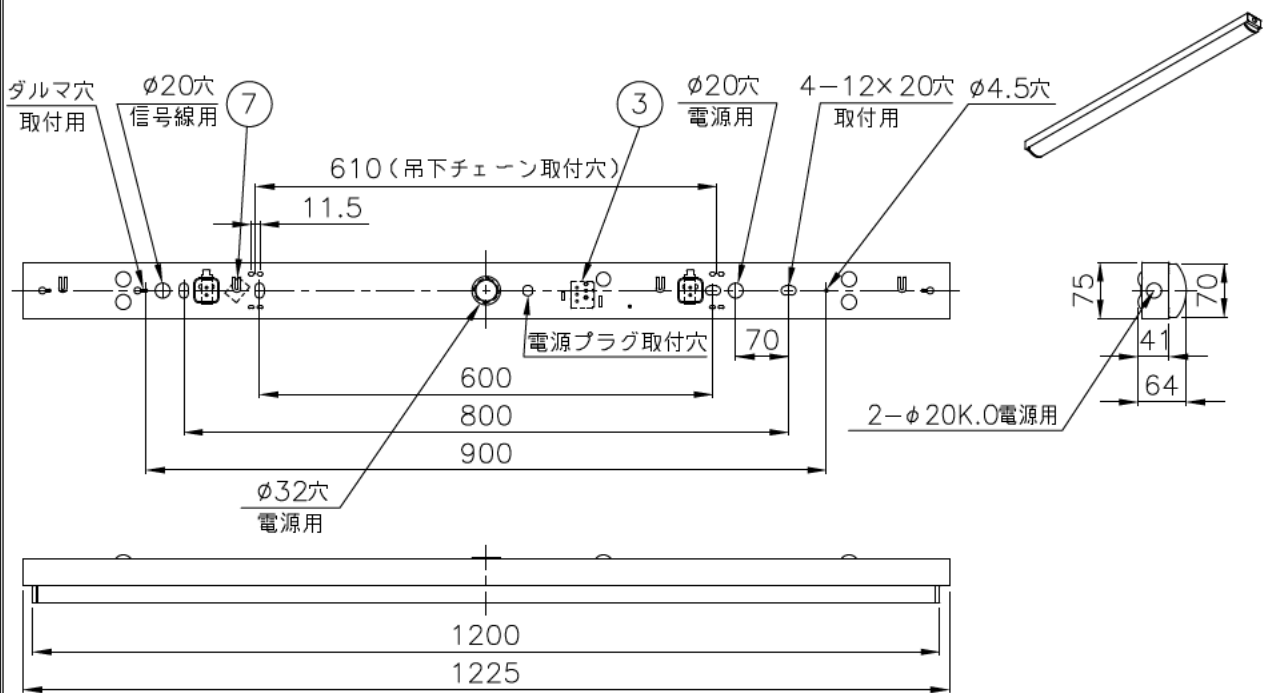 ダルマ穴
取付用
φ20穴
信号線用
7
3
φ20穴
電源用
4-12×20穴
取付用
φ4.5穴
610(吊下チェーン取付穴)
11.5
電源プラグ取付穴
70
600
800
900
φ32穴
電源用
75
70
41
64
2-φ20K.0電源用
1200
1225